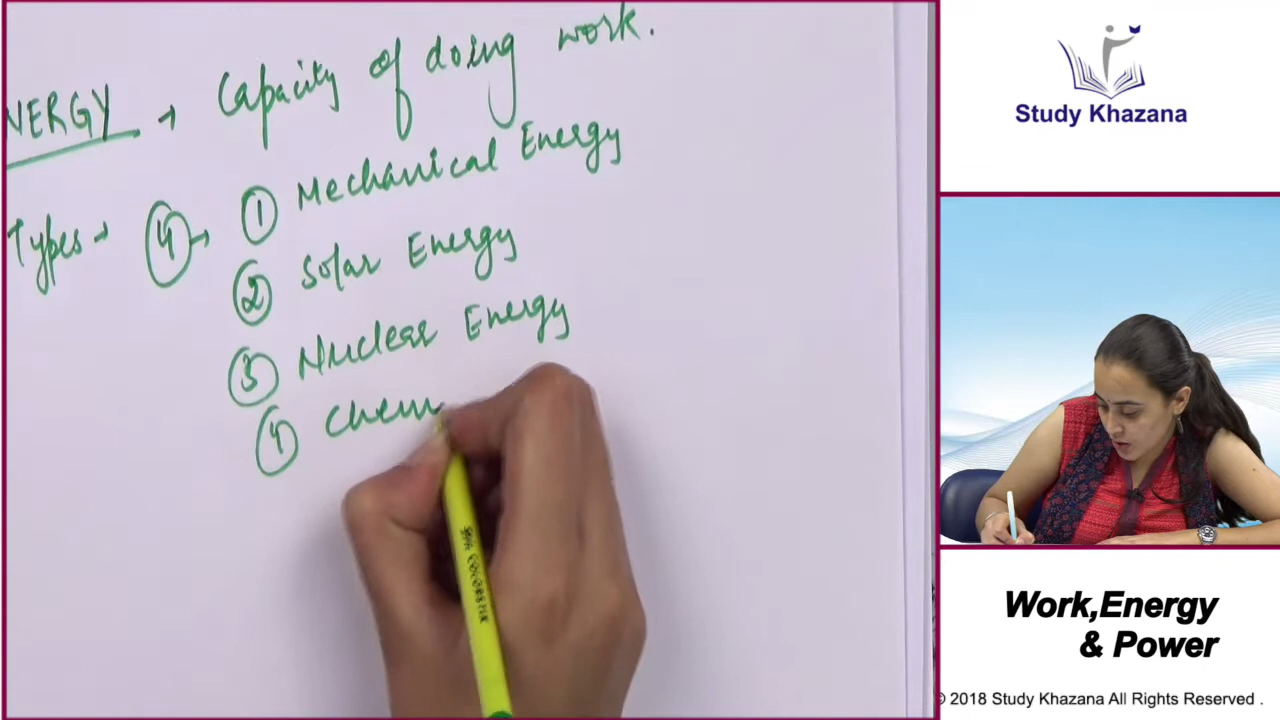 NERGY → Capacity of doing work.
Types → ④ → ① Mechanical Energy
② Solar Energy
③ Nuclear Energy
④ Chem
Study Khazana
Work,Energy
& Power
© 2018 Study Khazana All Rights Reserved .